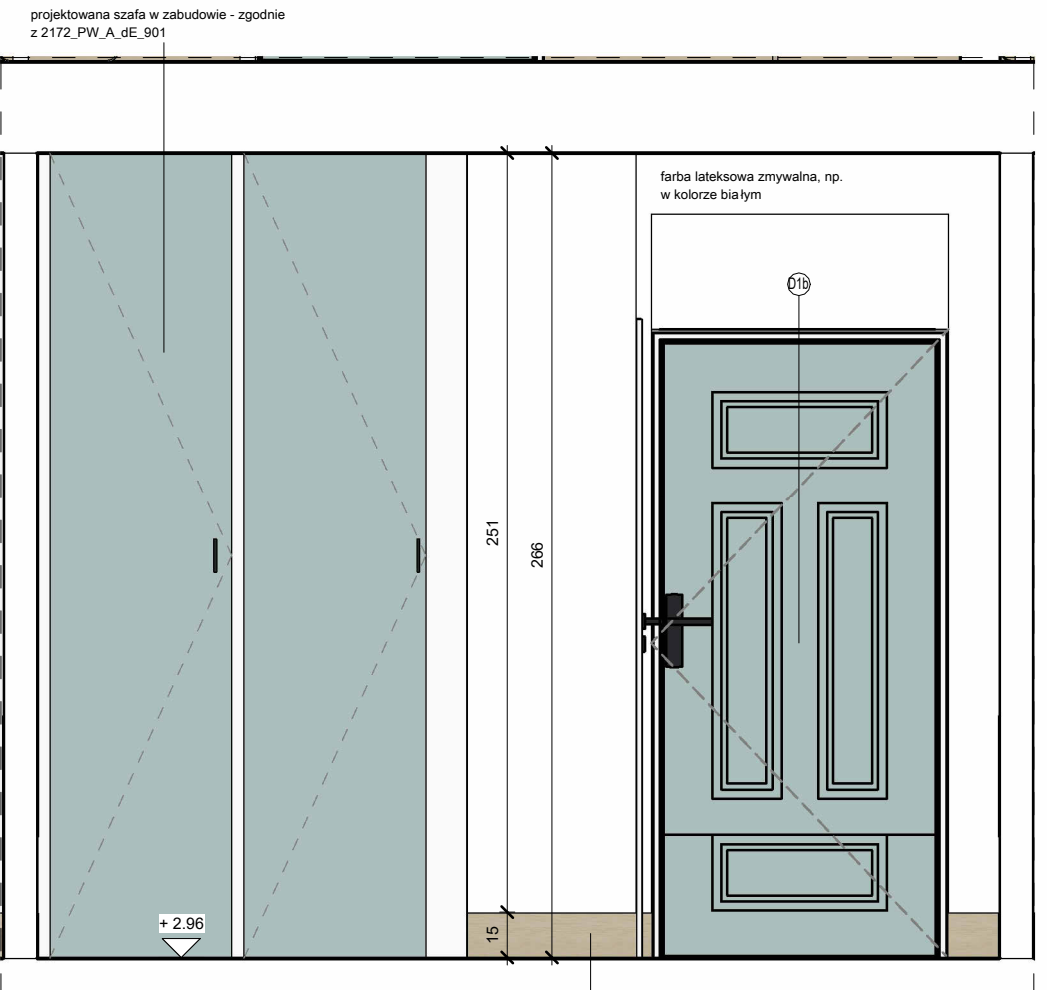 projektowana szafa w zabudowie - zgodnie
z 2172_PW_A_dE_901
farba lateksowa zmywalna, np.
w kolorze białym
D1b
251
266
+ 2.96
15